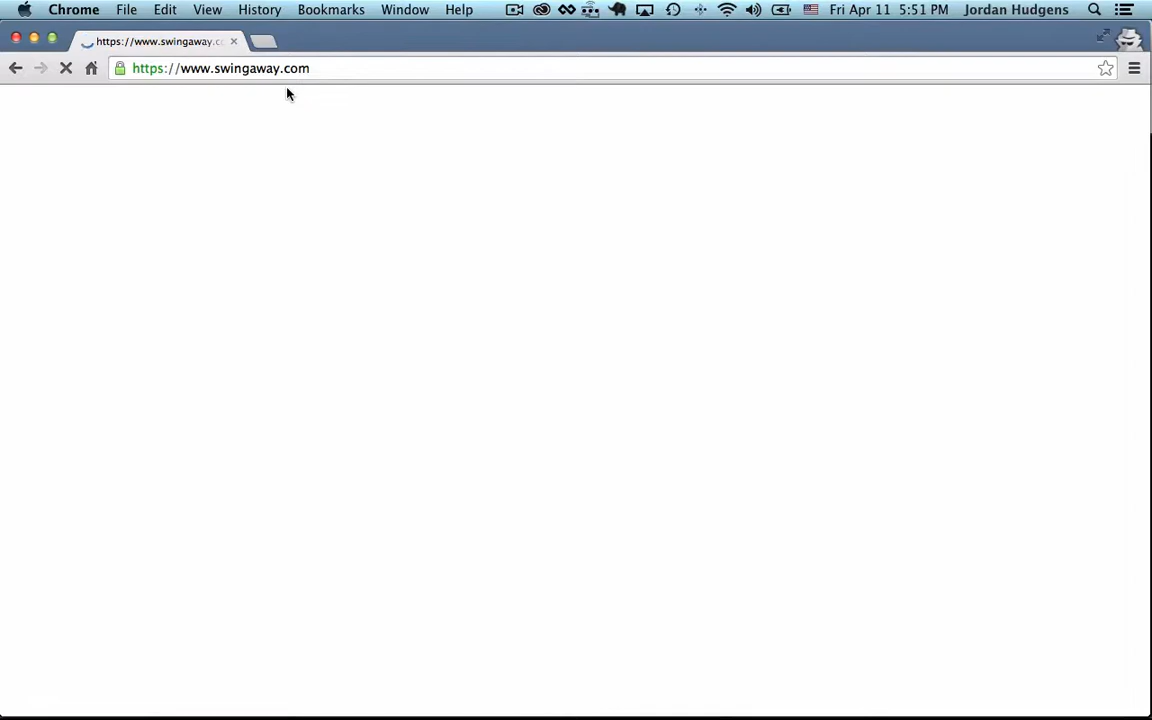 Chrome File Edit View History Bookmarks Window Help Fri Apr 11 5:51 PM Jordan Hudgens
https://www.swingaway.c
https://www.swingaway.com